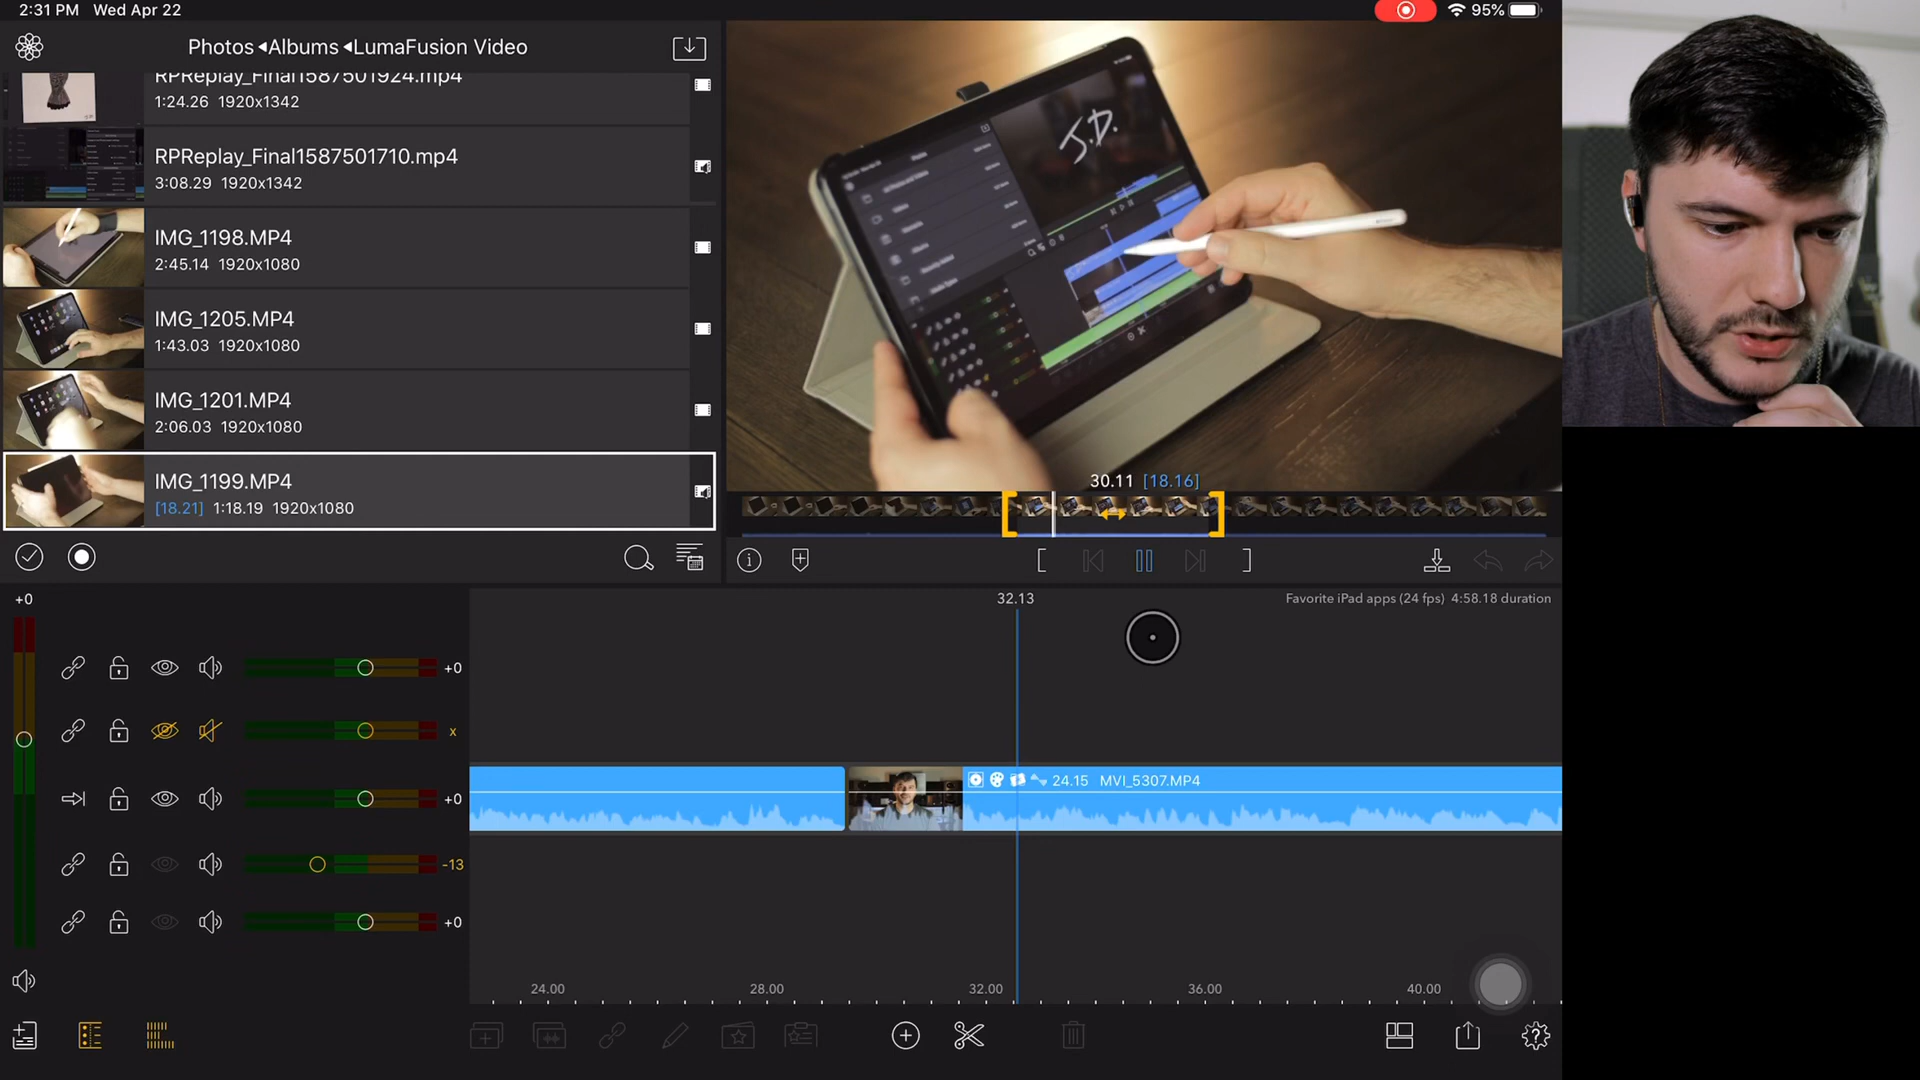 2:31 PM Wed Apr 22
95%
Photos ◂Albums ◂LumaFusion Video
RPReplay_Final1587501924.mp4
1:24.26 1920x1342
RPReplay_Final1587501710.mp4
3:08.29 1920x1342
IMG_1198.MP4
2:45.14 1920x1080
IMG_1205.MP4
1:43.03 1920x1080
IMG_1201.MP4
2:06.03 1920x1080
IMG_1199.MP4
[18.21] 1:18.19 1920x1080
J.D.
30.11 [18.16]
+0
32.13
Favorite iPad apps (24 fps) 4:58.18 duration
+0
x
+0
-13
+0
24.15 MVI_5307.MP4
24.00
28.00
32.00
36.00
40.00